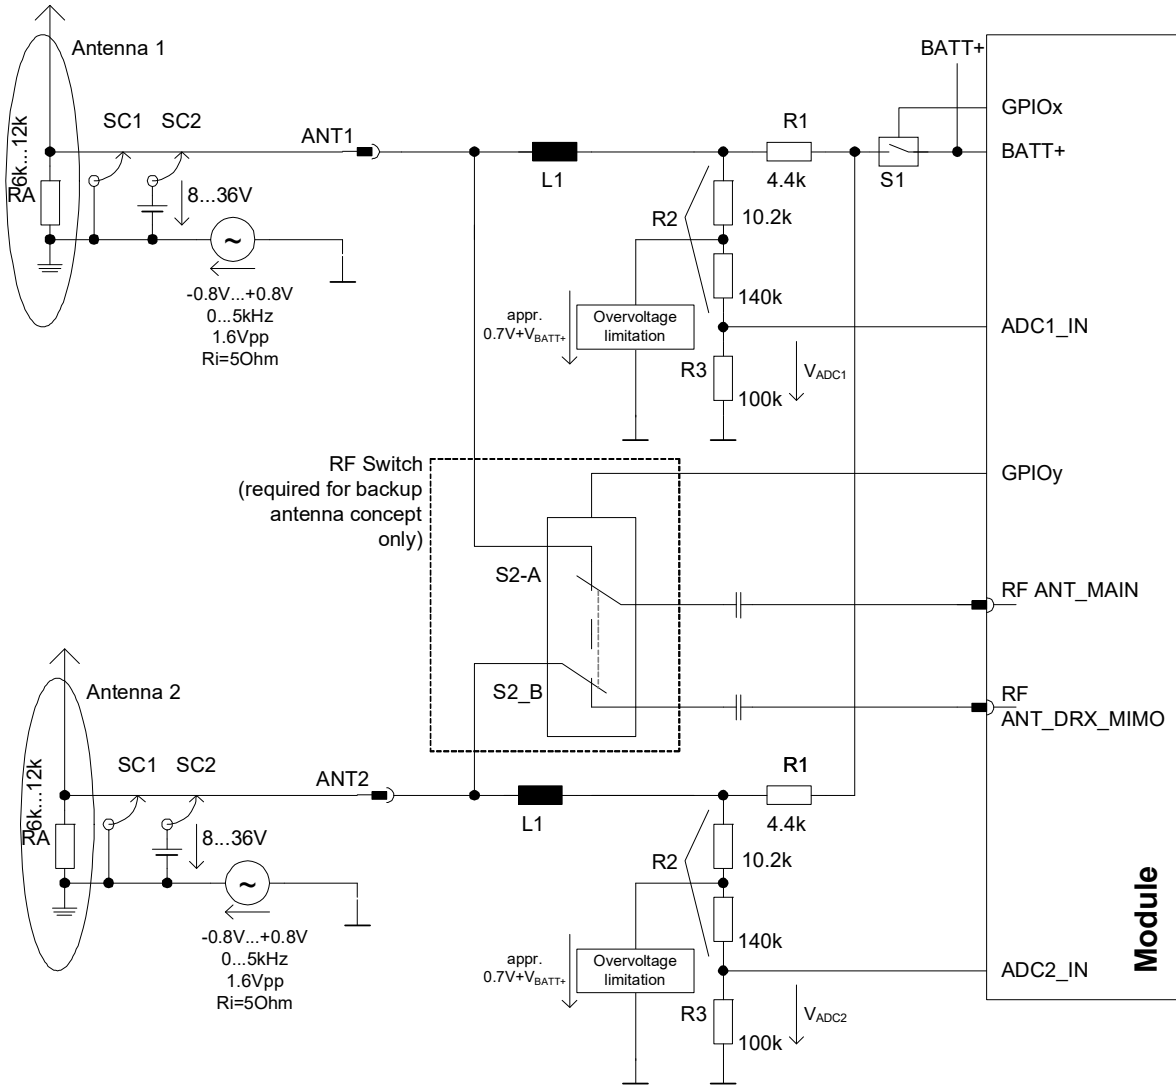 Antenna 1
BATT+
GPIOx
SC1
SC2
ANT1
R1
BATT+
6k...12k
RA
L1
4.4k
S1
8...36V
R2
10.2k
~
-0.8V...+0.8V
0...5kHz
1.6Vpp
Ri=5Ohm
140k
appr.
0.7V+VBATT+
Overvoltage
limitation
ADC1_IN
R3
VADC1
100k
RF Switch
(required for backup
antenna concept
only)
GPIOy
S2-A
RF ANT_MAIN
Antenna 2
S2_B
RF
ANT_DRX_MIMO
SC1
SC2
ANT2
R1
6k...12k
RA
L1
4.4k
8...36V
R2
10.2k
~
-0.8V...+0.8V
0...5kHz
1.6Vpp
Ri=5Ohm
140k
appr.
0.7V+VBATT+
Overvoltage
limitation
ADC2_IN
R3
VADC2
100k
Module